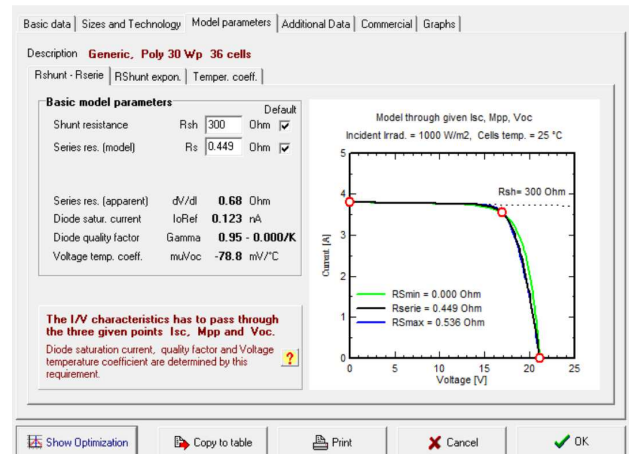 Basic data Sizes and Technology Model parameters Additional Data Commercial Graphs
Description Generic, Poly 30 Wp 36 cells
Rshunt - Rserie RShunt expon. Temper. coeff.
Basic model parameters
Default
Shunt resistance Rsh 300 Ohm
Series res. (model) Rs 0.449 Ohm
Series res. (apparent) dV/dI 0.68 Ohm
Diode satur. current IoRef 0.123 nA
Diode quality factor Gamma 0.95 - 0.000/K
Voltage temp. coeff. muVoc -78.8 mV/°C
The I/V characteristics has to pass through
the three given points Isc, Mpp and Voc.
Diode saturation current, quality factor and Voltage
temperature coefficient are determined by this
requirement.
?
Model through given Isc, Mpp, Voc
Incident Irrad. = 1000 W/m2, Cells temp. = 25 °C
5
4
3
2
1
0
Current [A]
Rsh= 300 Ohm
RSmin = 0.000 Ohm
Rserie = 0.449 Ohm
RSmax = 0.536 Ohm
0 5 10 15 20 25
Voltage [V]
Show Optimization Copy to table Print Cancel OK